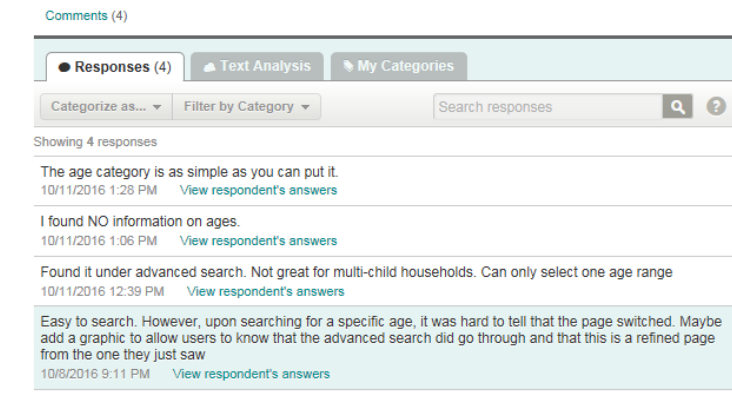 Comments (4)
Responses (4)
Text Analysis
My Categories
Categorize as...
Filter by Category
Search responses
?
Showing 4 responses
The age category is as simple as you can put it.
10/11/2016 1:28 PM View respondent's answers
I found NO information on ages.
10/11/2016 1:06 PM View respondent's answers
Found it under advanced search. Not great for multi-child households. Can only select one age range
10/11/2016 12:39 PM View respondent's answers
Easy to search. However, upon searching for a specific age, it was hard to tell that the page switched. Maybe
add a graphic to allow users to know that the advanced search did go through and that this is a refined page
from the one they just saw
10/8/2016 9:11 PM View respondent's answers